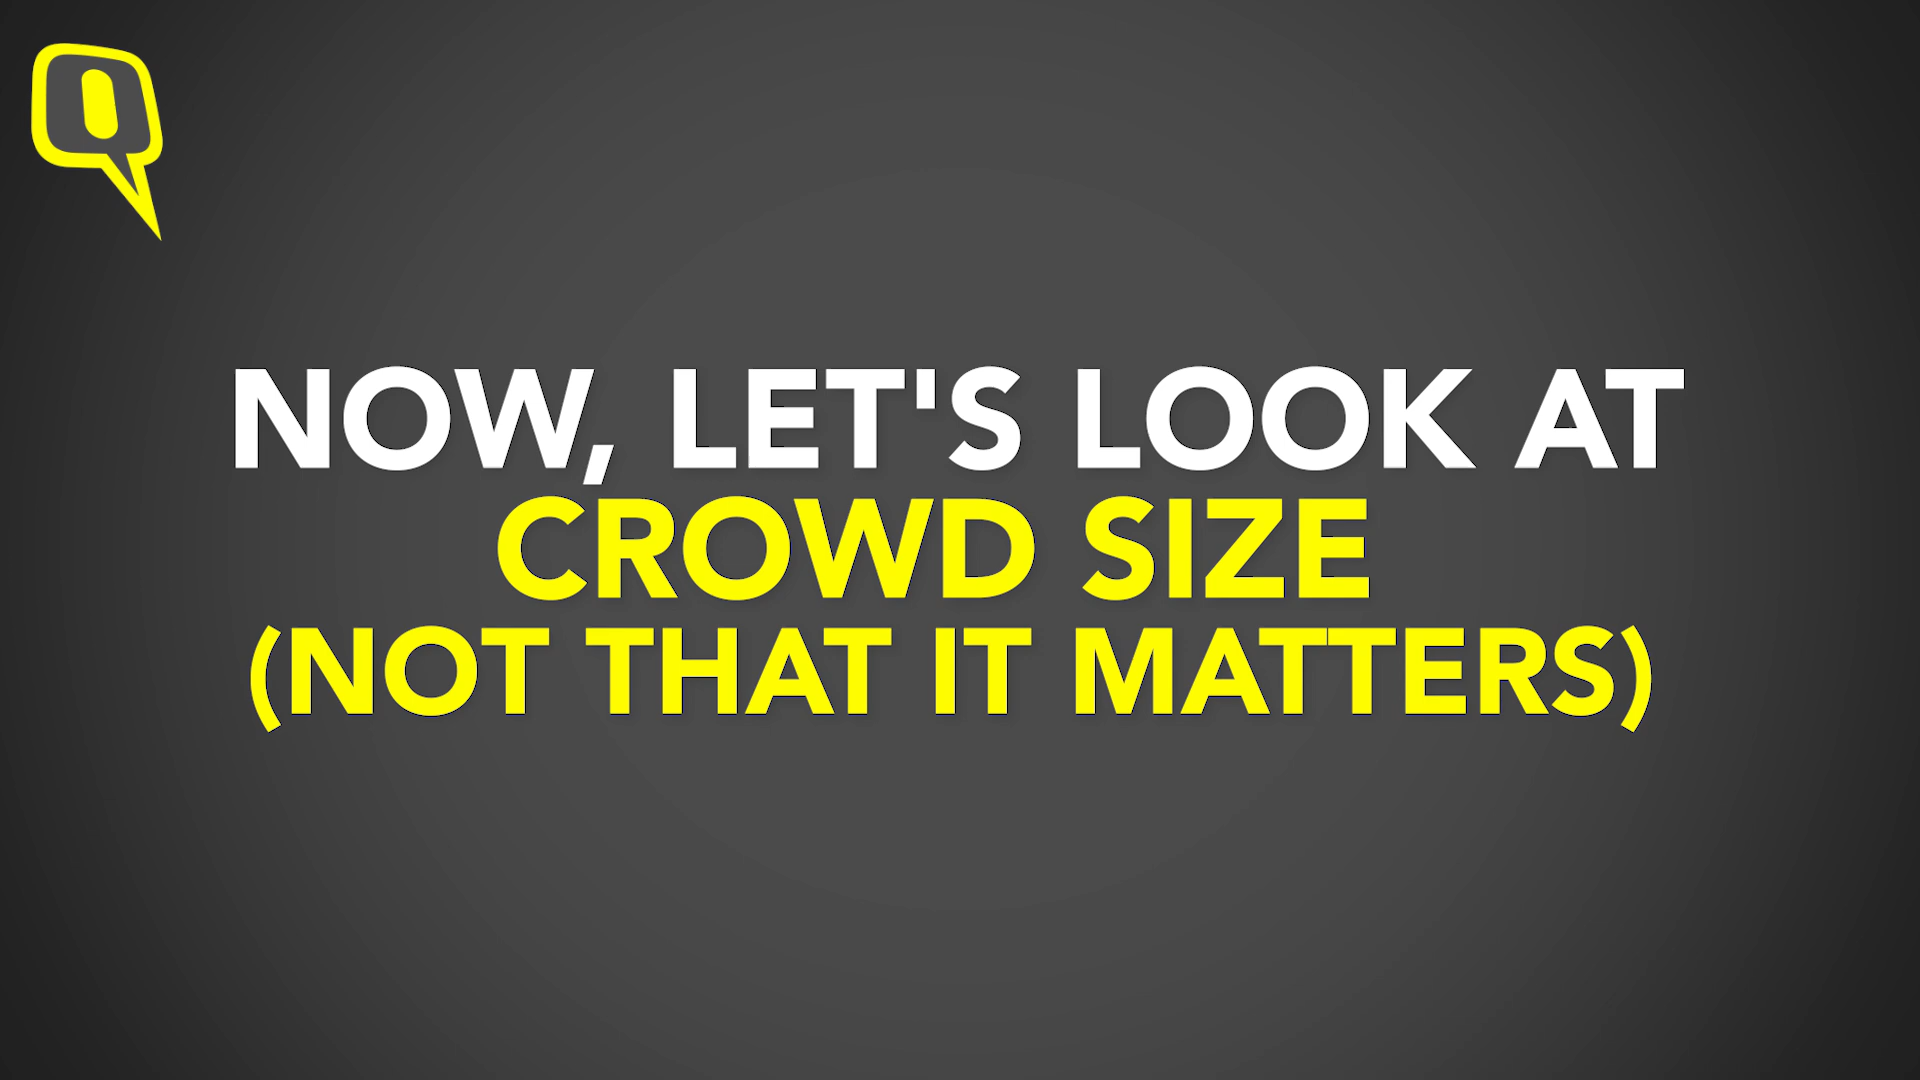 Q
NOW, LET'S LOOK AT
CROWD SIZE
(NOT THAT IT MATTERS)